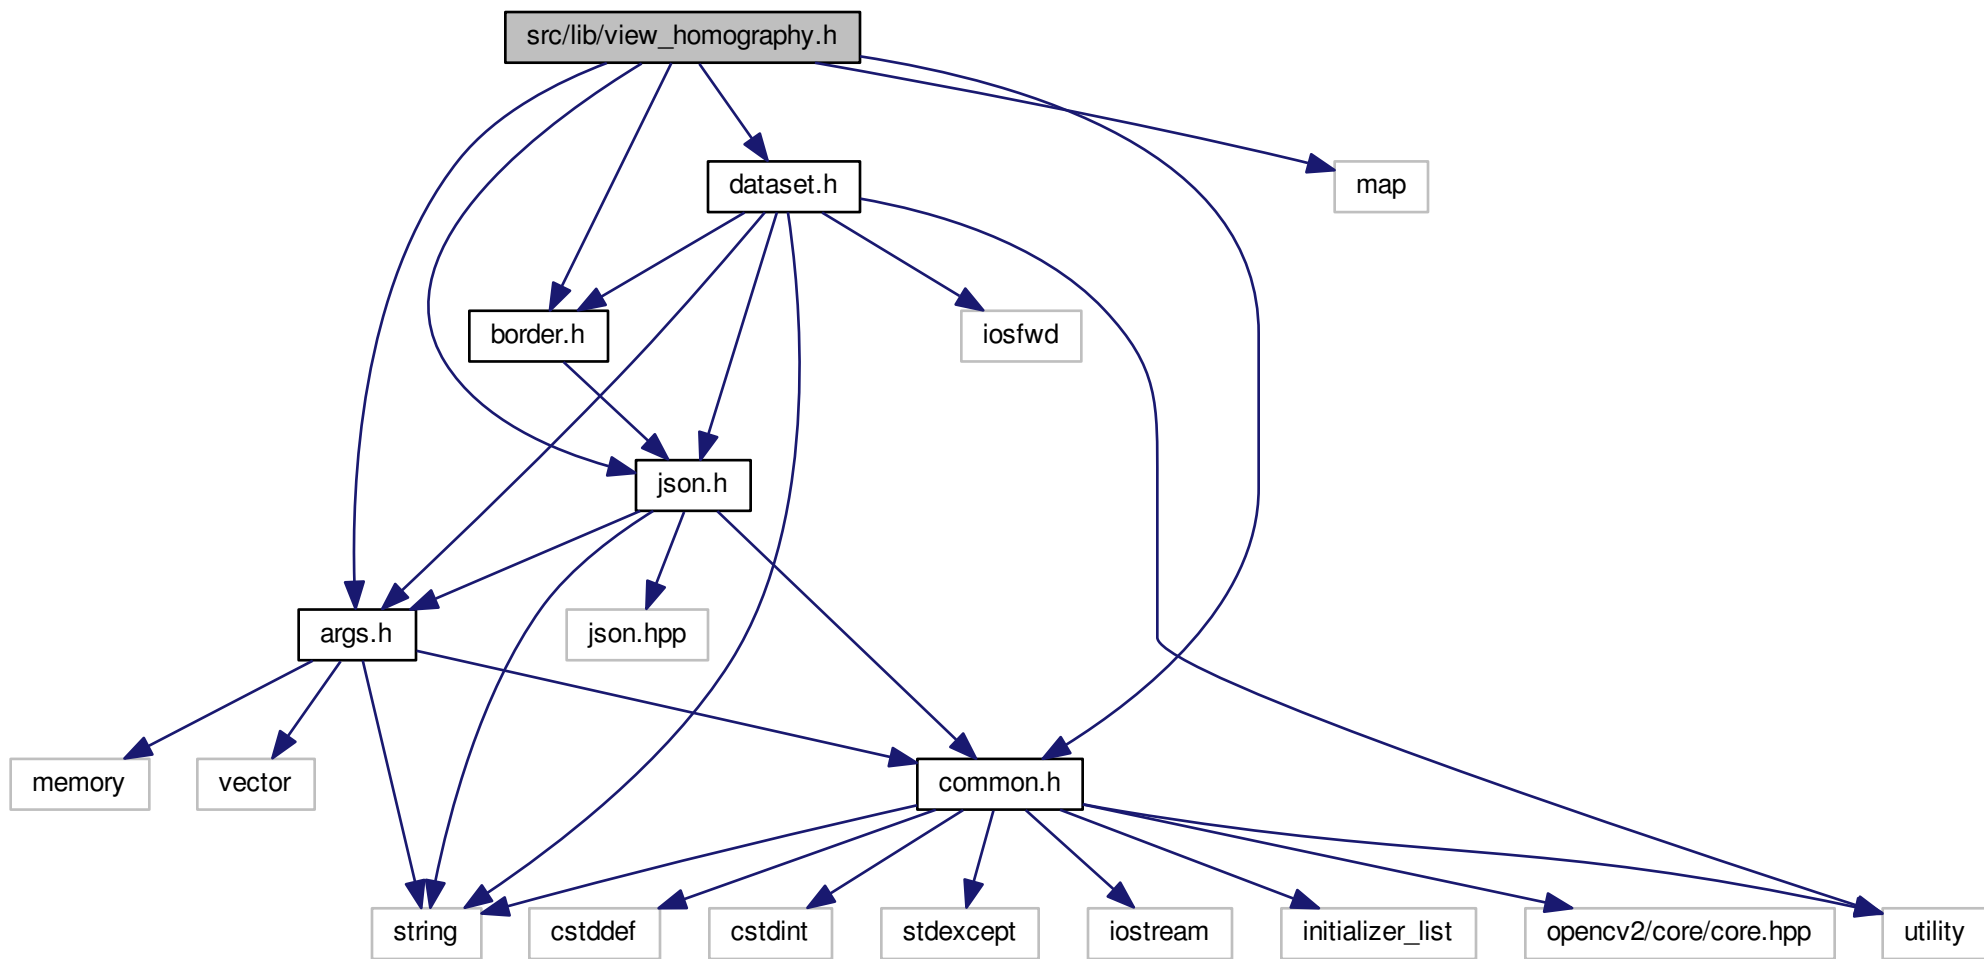 src/lib/view_homography.h
dataset.h
map
border.h
iosfwd
json.h
args.h
json.hpp
memory
vector
common.h
string
cstddef
cstdint
stdexcept
iostream
initializer_list
opencv2/core/core.hpp
utility